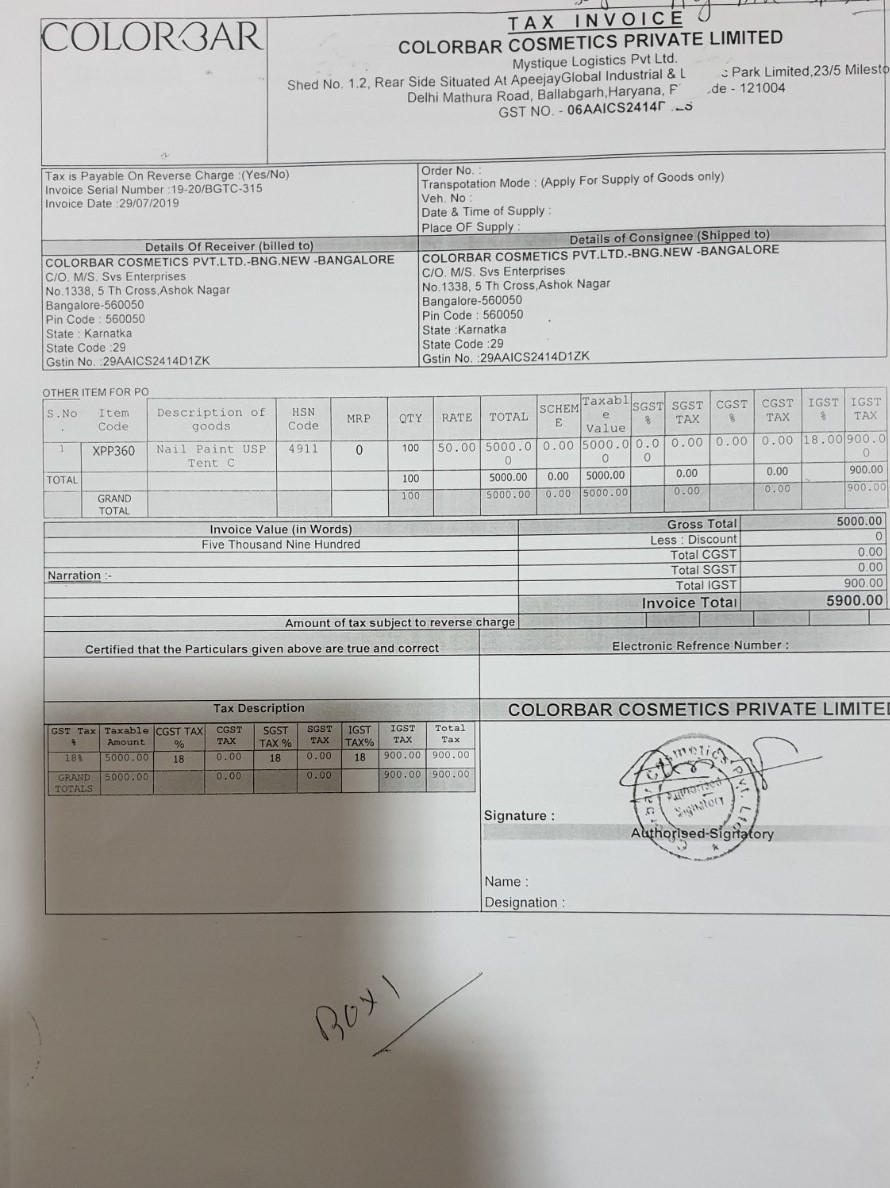 COLORBAR
TAX INVOICE
COLORBAR COSMETICS PRIVATE LIMITED
Mystique Logistics Pvt Ltd.
Shed No. 1.2, Rear Side Situated At ApeejayGlobal Industrial & L Park Limited,23/5 Milesto
Delhi Mathura Road, Ballabgarh,Haryana, de - 121004
GST NO. - 06AAICS2414
Tax is Payable On Reverse Charge :(Yes/No)
Invoice Serial Number :19-20/BGTC-315
Invoice Date :29/07/2019
Order No. :
Transpotation Mode : (Apply For Supply of Goods only)
Veh. No :
Date & Time of Supply :
Place OF Supply :
Details Of Receiver (billed to)
COLORBAR COSMETICS PVT.LTD.-BNG.NEW -BANGALORE
C/O. M/S. Svs Enterprises
No.1338, 5 Th Cross,Ashok Nagar
Bangalore-560050
Pin Code : 560050
State : Karnatka
State Code :29
Gstin No. :29AAICS2414D1ZK
Details of Consignee (Shipped to)
COLORBAR COSMETICS PVT.LTD.-BNG.NEW -BANGALORE
C/O. M/S. Svs Enterprises
No.1338, 5 Th Cross,Ashok Nagar
Bangalore-560050
Pin Code : 560050
State :Karnatka
State Code :29
Gstin No. :29AAICS2414D1ZK
OTHER ITEM FOR PO
S.No . Item Code Description of goods HSN Code MRP QTY RATE TOTAL SCHEME Taxable Value SGST % SGST TAX CGST % CGST TAX IGST % IGST TAX
1 XPP360 Nail Paint USP Tent C 4911 0 100 50.00 5000.00 0.00 5000.00 0.00 0.00 0.00 0.00 18.00 900.00
TOTAL 100 5000.00 0.00 5000.00 0.00 0.00 900.00
GRAND TOTAL 100 5000.00 0.00 5000.00 0.00 0.00 900.00
Invoice Value (in Words)
Five Thousand Nine Hundred
Narration :-
Gross Total 5000.00
Less : Discount 0
Total CGST 0.00
Total SGST 0.00
Total IGST 900.00
Invoice Total 5900.00
Amount of tax subject to reverse charge
Certified that the Particulars given above are true and correct
Electronic Refrence Number :
Tax Description
GST Tax % Taxable Amount CGST TAX % CGST TAX SGST TAX % SGST TAX IGST TAX% IGST TAX Total Tax
18% 5000.00 18 0.00 18 0.00 18 900.00 900.00
GRAND TOTALS 5000.00 0.00 0.00 900.00 900.00
COLORBAR COSMETICS PRIVATE LIMITE
Colorbar Cosmetics Pvt. Ltd.
Authorised
Signatory
Signature :
Authorised Signatory
Name :
Designation :
BOX 1